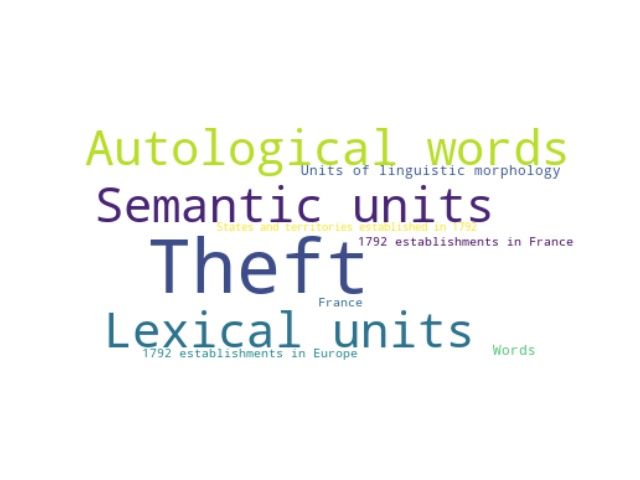 Autological words
Units of linguistic morphology
Semantic units
States and territories established in 1792
1792 establishments in France
Theft
France
Lexical units
Words
1792 establishments in Europe